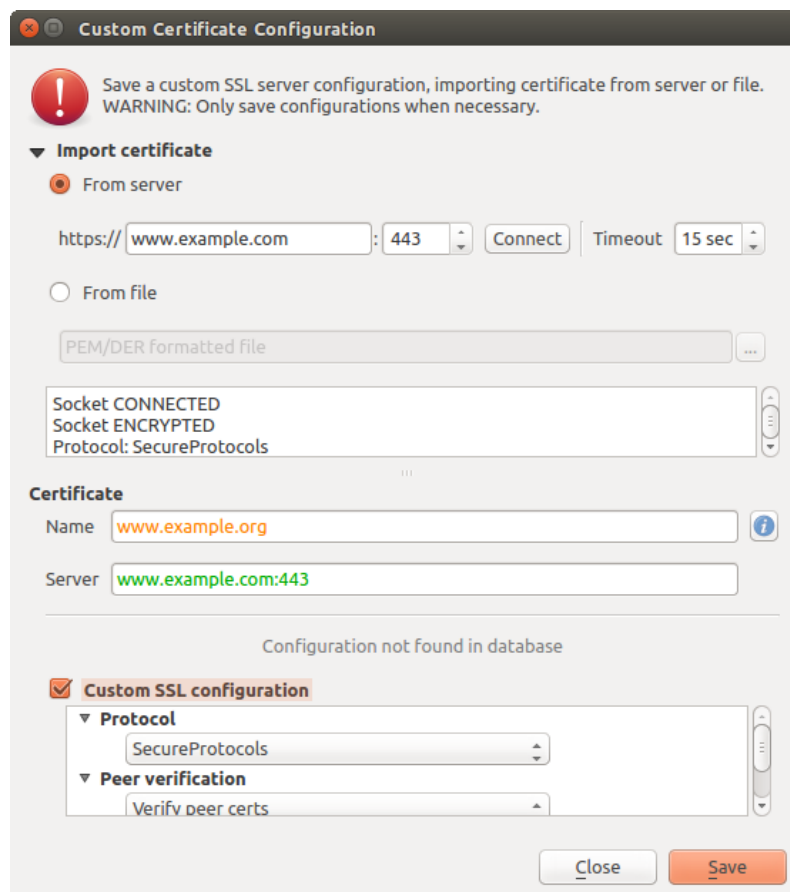 Custom Certificate Configuration
Save a custom SSL server configuration, importing certificate from server or file.
WARNING: Only save configurations when necessary.
Import certificate
From server
https:// www.example.com : 443 Connect Timeout 15 sec
From file
PEM/DER formatted file ...
Socket CONNECTED
Socket ENCRYPTED
Protocol: SecureProtocols
Certificate
Name www.example.org
Server www.example.com:443
Configuration not found in database
Custom SSL configuration
Protocol
SecureProtocols
Peer verification
Verify peer certs
Close Save